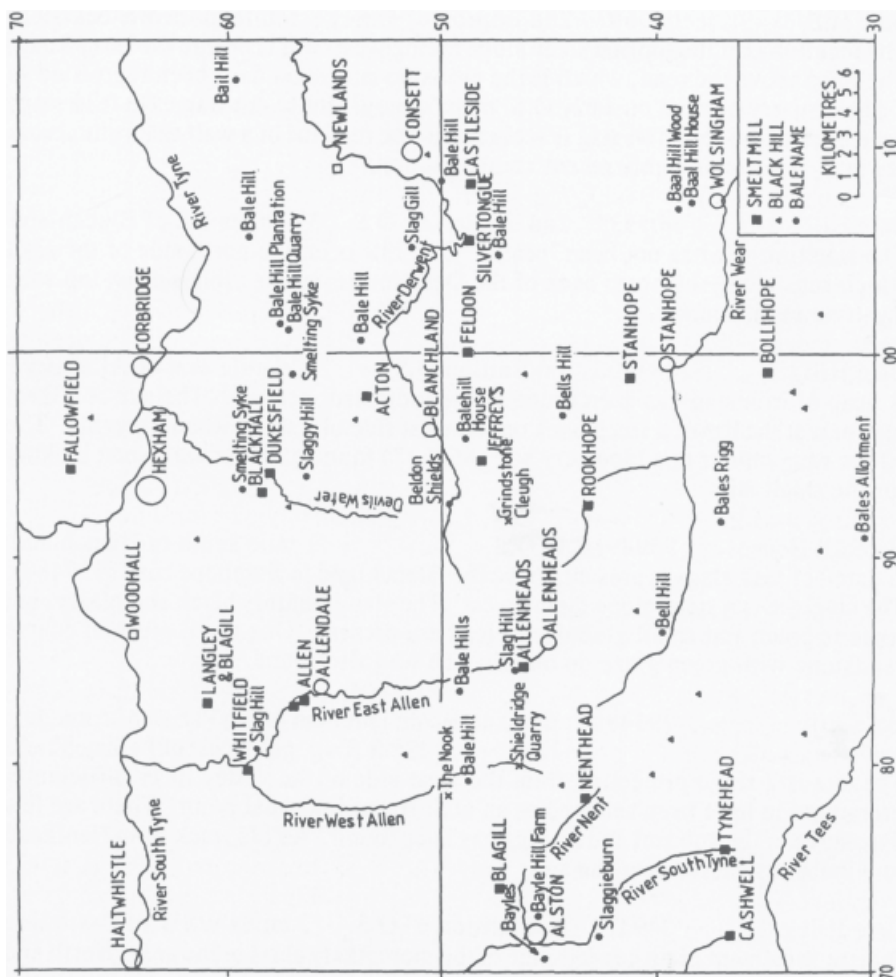 70
60
50
40
30
Bail Hill
NEWLANDS
CONSETT
Bale Hill
CASTLESIDE
10
River Tyne
Bale Hill
Slag Gill
SILVERTONGUE
Bale Hill
Baal Hill Wood
Baal Hill House
WOLSINGHAM
KILOMETRES
0 1 2 3 4 5 6
SMELT MILL
BLACK HILL
BALE NAME
CORBRIDGE
Bale Hill Plantation
Bale Hill Quarry
Smelting Syke
Bale Hill
River Derwent
FELDON
STANHOPE
STANHOPE
River Wear
BOLLIHOPE
00
FALLOWFIELD
HEXHAM
Smelting Syke
BLACKHALL
DUKESFIELD
Slaggy Hill
ACTON
BLANCHLAND
Balehill
House
JEFFREYS
Bells Hill
Devils Water
Beldon
Shields
Grindstone
Cleugh
ROOKHOPE
Bales Rigg
Bales Allotment
90
WOODHALL
LANGLEY
& BLAGILL
ALLEN
ALLENDALE
River East Allen
Bale Hills
Slag Hill
ALLENHEADS
ALLENHEADS
Bell Hill
WHITFIELD
Slag Hill
Shieldridge
Quarry
80
The Nook
Bale Hill
River West Allen
NENTHEAD
River Nent
HALTWHISTLE
River South Tyne
BLAGILL
Bayles
Bayle Hill Farm
ALSTON
Slaggieburn
River South Tyne
TYNEHEAD
CASHWELL
River Tees